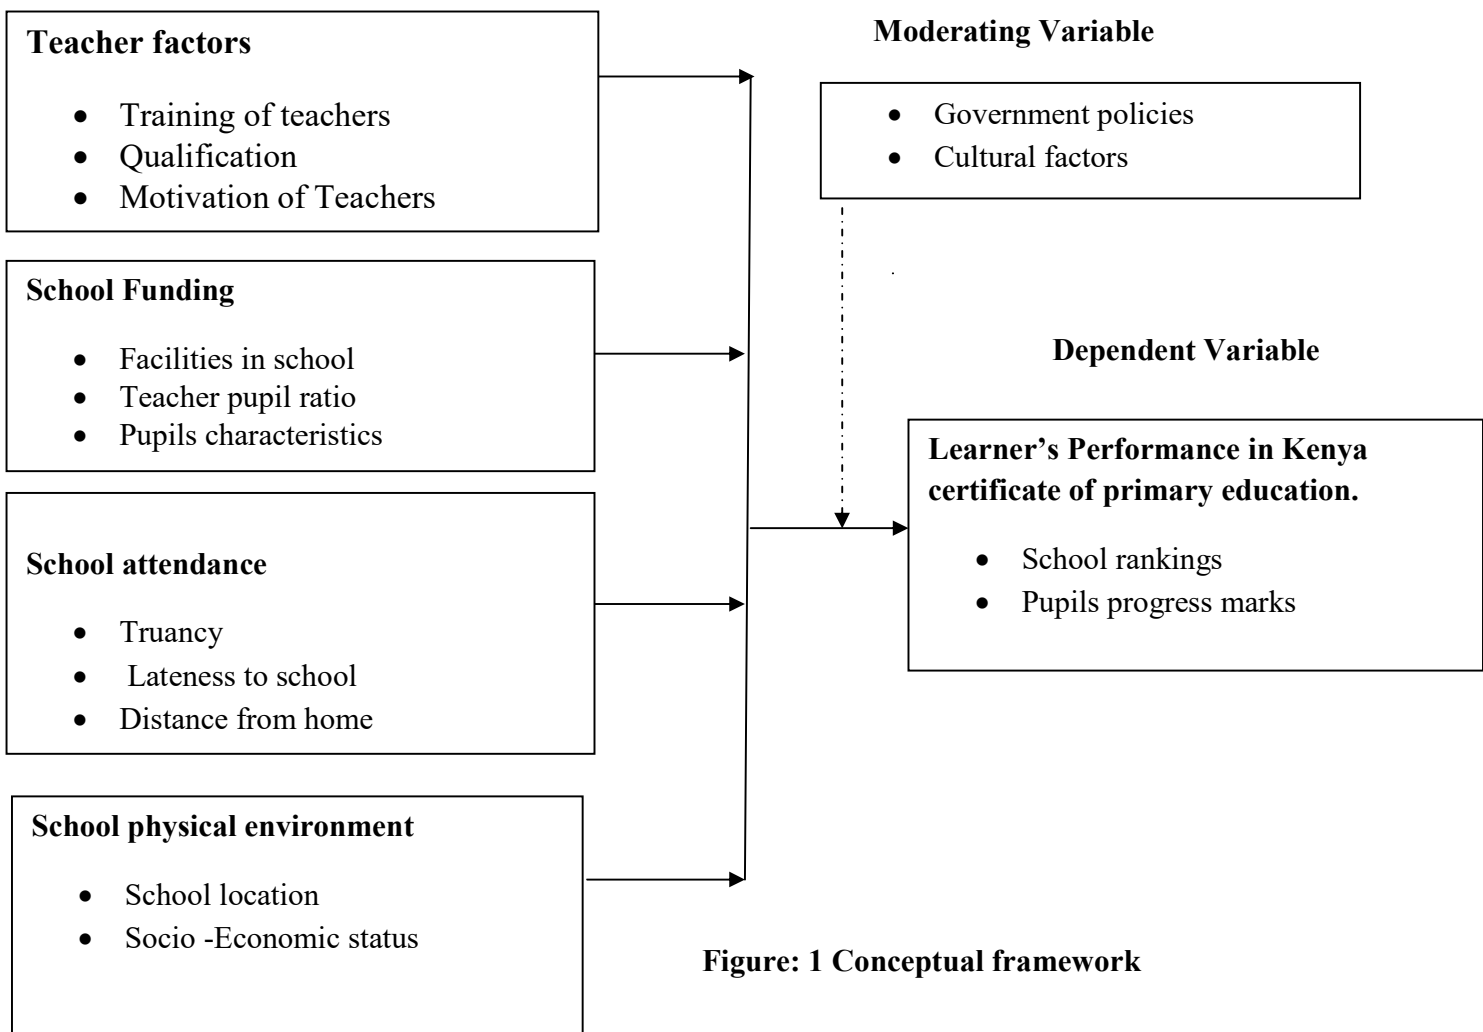 Teacher factors
• Training of teachers
• Qualification
• Motivation of Teachers
School Funding
• Facilities in school
• Teacher pupil ratio
• Pupils characteristics
School attendance
• Truancy
• Lateness to school
• Distance from home
School physical environment
• School location
• Socio -Economic status
Moderating Variable
• Government policies
• Cultural factors
Dependent Variable
Learner’s Performance in Kenya
certificate of primary education.
• School rankings
• Pupils progress marks
Figure: 1 Conceptual framework